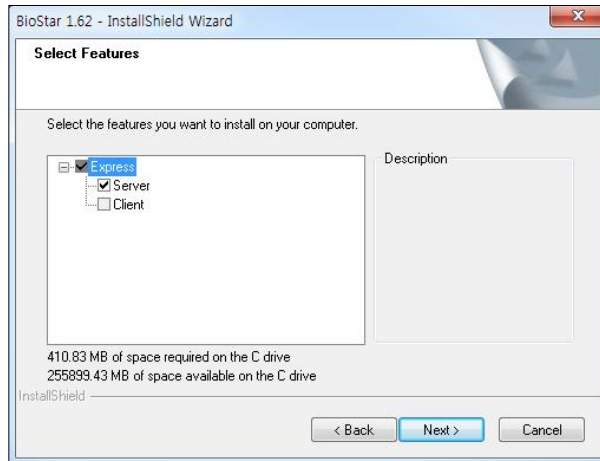 BioStar 1.62 - InstallShield Wizard
Select Features
Select the features you want to install on your computer.
Express
Server
Client
Description
410.83 MB of space required on the C drive
255899.43 MB of space available on the C drive
InstallShield
< Back Next > Cancel